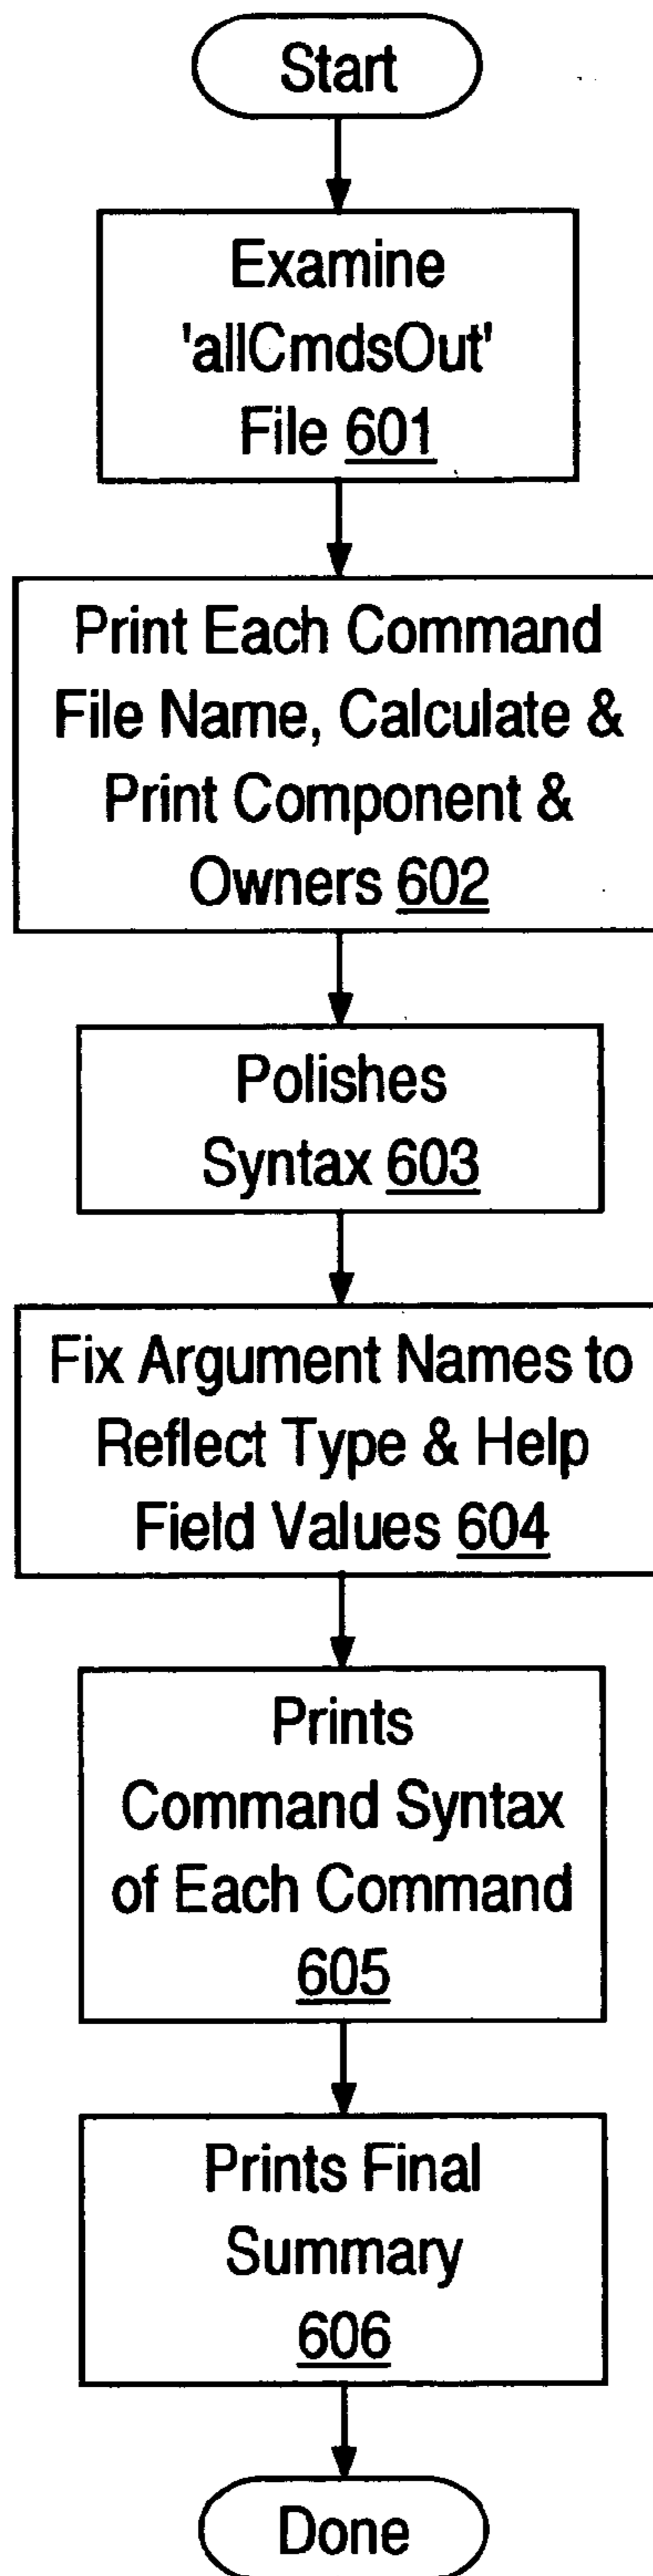 Start
Examine
'allCmdsOut'
File 601
Print Each Command
File Name, Calculate &
Print Component &
Owners 602
Polishes
Syntax 603
Fix Argument Names to
Reflect Type & Help
Field Values 604
Prints
Command Syntax
of Each Command
605
Prints Final
Summary
606
Done